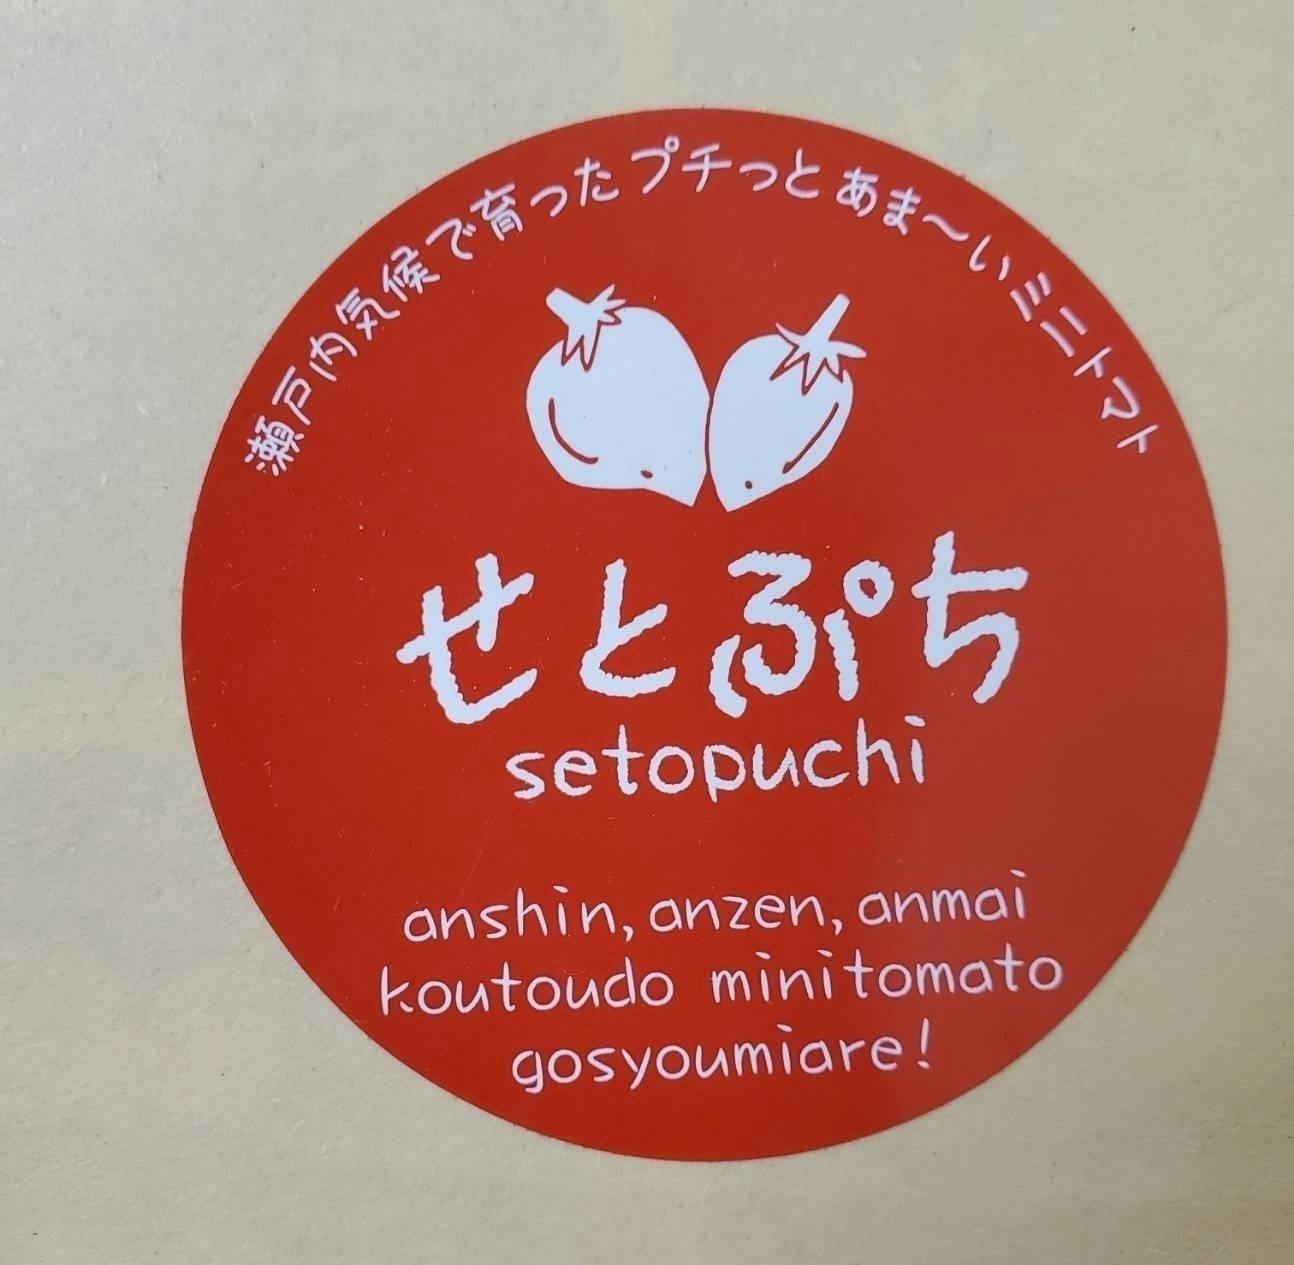 瀬戸内気候で育ったプチっとあま〜いミニトマト
せとぷち
setopuchi
anshin, anzen, anmai
koutoudo minitomato
gosyoumiare!